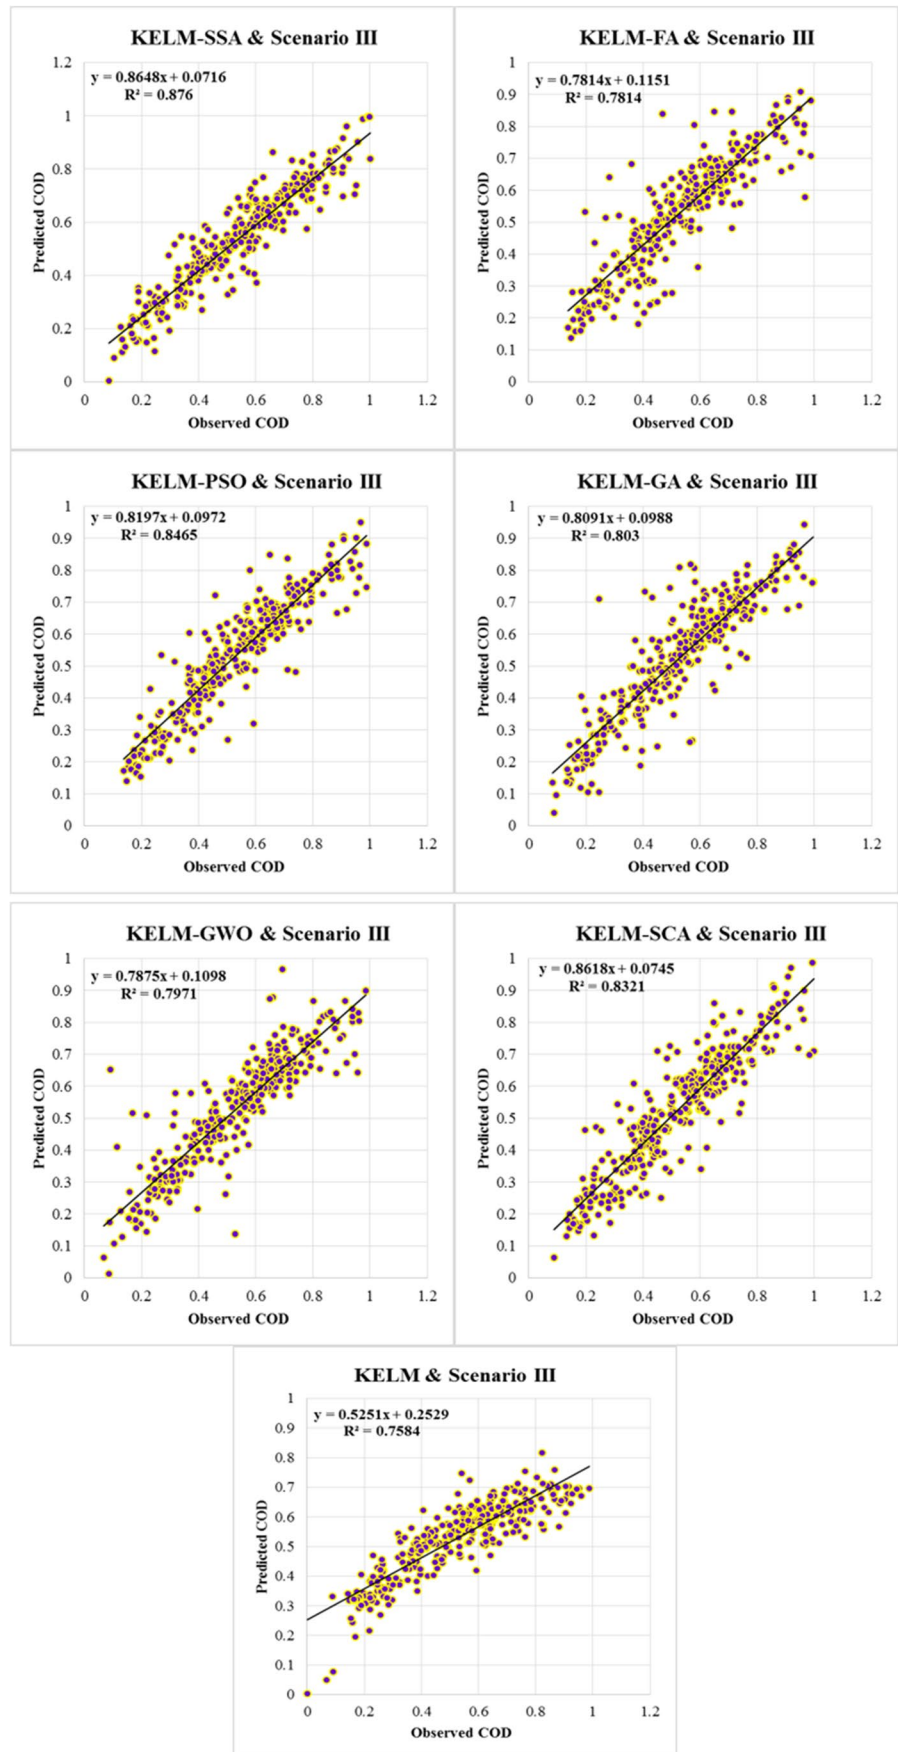 KELM-SSA & Scenario III
y = 0.8648x + 0.0716
R² = 0.876
1.2
1
0.8
0.6
0.4
0.2
0
Predicted COD
0 0.2 0.4 0.6 0.8 1 1.2
Observed COD
KELM-FA & Scenario III
y = 0.7814x + 0.1151
R² = 0.7814
1
0.9
0.8
0.7
0.6
0.5
0.4
0.3
0.2
0.1
0
Predicted COD
0 0.2 0.4 0.6 0.8 1 1.2
Observed COD
KELM-PSO & Scenario III
y = 0.8197x + 0.0972
R² = 0.8465
1
0.9
0.8
0.7
0.6
0.5
0.4
0.3
0.2
0.1
0
Predicted COD
0 0.2 0.4 0.6 0.8 1 1.2
Observed COD
KELM-GA & Scenario III
y = 0.8091x + 0.0988
R² = 0.803
1
0.9
0.8
0.7
0.6
0.5
0.4
0.3
0.2
0.1
0
Predicted COD
0 0.2 0.4 0.6 0.8 1 1.2
Observed COD
KELM-GWO & Scenario III
y = 0.7875x + 0.1098
R² = 0.7971
1
0.9
0.8
0.7
0.6
0.5
0.4
0.3
0.2
0.1
0
Predicted COD
0 0.2 0.4 0.6 0.8 1 1.2
Observed COD
KELM-SCA & Scenario III
y = 0.8618x + 0.0745
R² = 0.8321
1
0.9
0.8
0.7
0.6
0.5
0.4
0.3
0.2
0.1
0
Predicted COD
0 0.2 0.4 0.6 0.8 1 1.2
Observed COD
KELM & Scenario III
y = 0.5251x + 0.2529
R² = 0.7584
1
0.9
0.8
0.7
0.6
0.5
0.4
0.3
0.2
0.1
0
Predicted COD
0 0.2 0.4 0.6 0.8 1 1.2
Observed COD